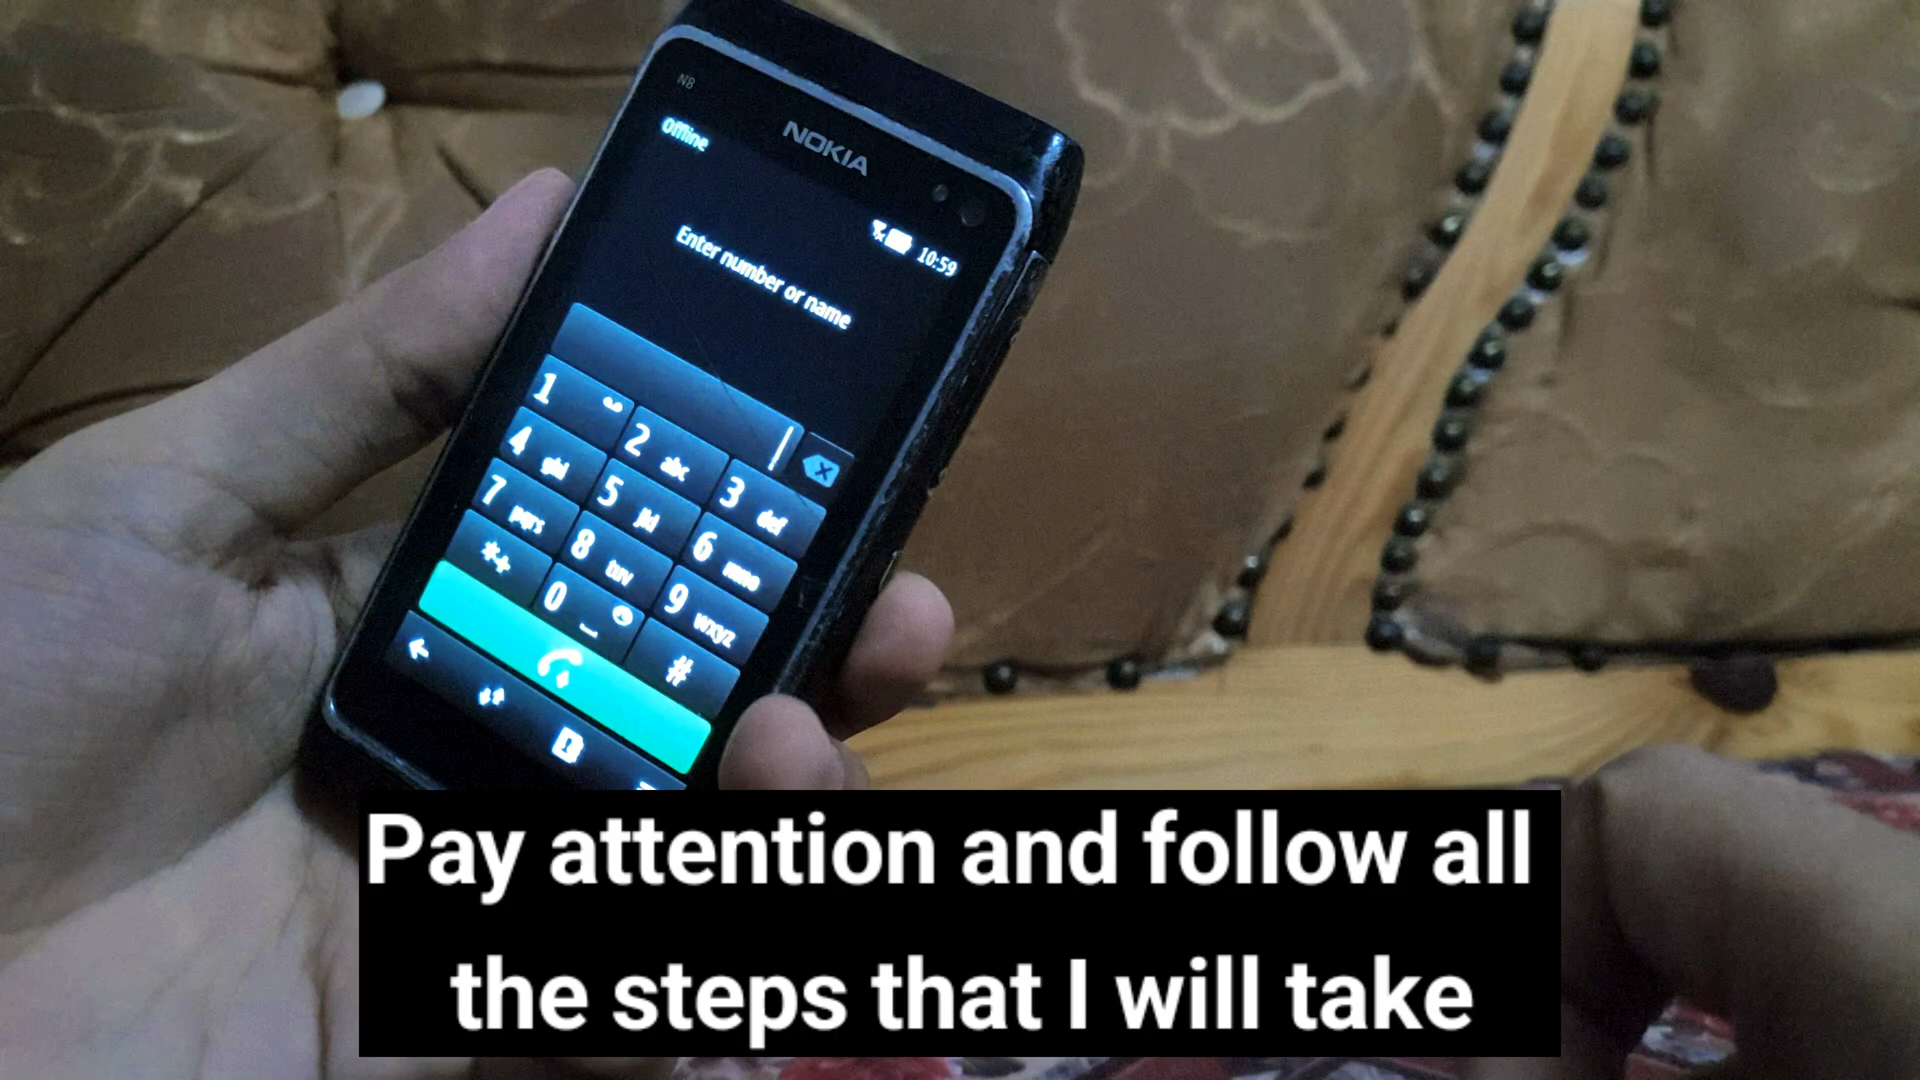 N8
NOKIA
Offline
10:59
Enter number or name
1
2 abc
3 def
4 ghi
5 jkl
6 mno
7 pqrs
8 tuv
9 wxyz
*+
0
#
Pay attention and follow all
the steps that I will take